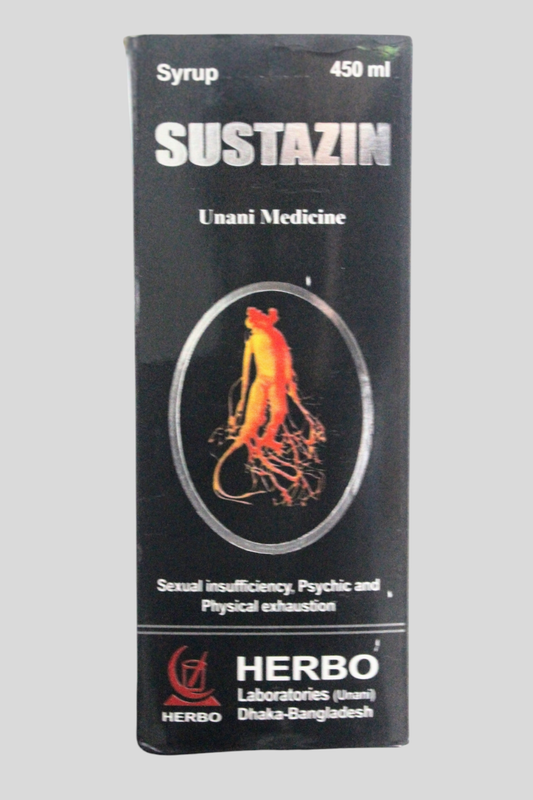 Syrup 450 ml
SUSTAZIN
Unani Medicine
Sexual insufficiency, Psychic and
Physical exhaustion
HERBO
Laboratories (Unani)
Dhaka-Bangladesh
HERBO